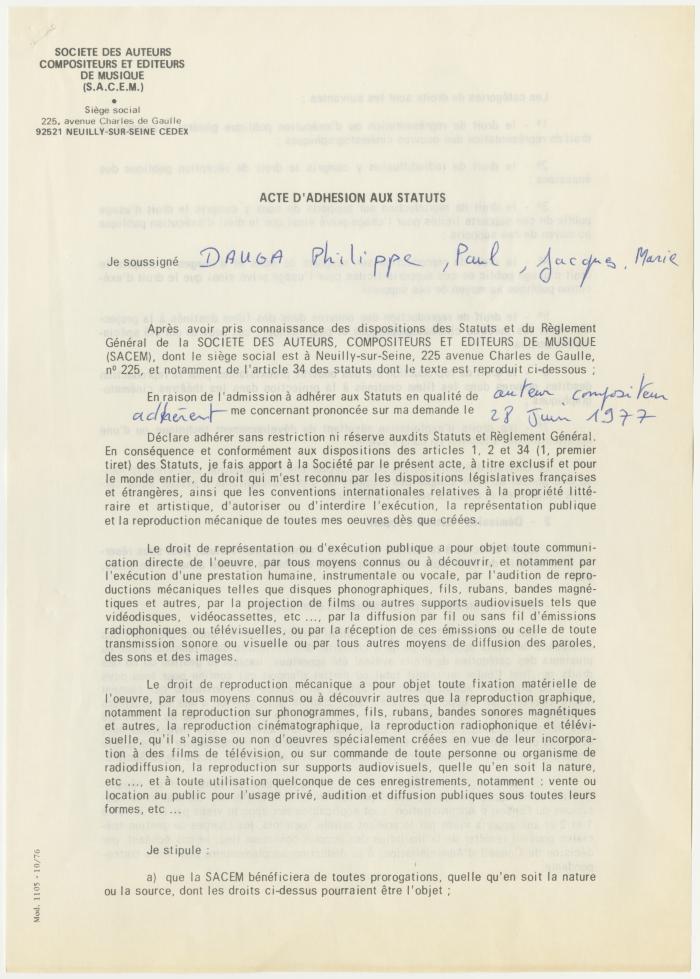 SOCIETE DES AUTEURS
COMPOSITEURS ET EDITEURS
DE MUSIQUE
(S.A.C.E.M.)
•
Siège social
225, avenue Charles de Gaulle
92521 NEUILLY-SUR-SEINE CEDEX
ACTE D'ADHESION AUX STATUTS
Je soussigné DAUGA Philippe, Paul, Jacques, Marie
Après avoir pris connaissance des dispositions des Statuts et du Règlement
Général de la SOCIETE DES AUTEURS, COMPOSITEURS ET EDITEURS DE MUSIQUE
(SACEM), dont le siège social est à Neuilly-sur-Seine, 225 avenue Charles de Gaulle,
nº 225, et notamment de l'article 34 des statuts dont le texte est reproduit ci-dessous ;
En raison de l'admission à adhérer aux Statuts en qualité de auteur, compositeur
adhérent me concernant prononcée sur ma demande le 28 Juin 1977
Déclare adhérer sans restriction ni réserve auxdits Statuts et Règlement Général.
En conséquence et conformément aux dispositions des articles 1, 2 et 34 (1, premier
tiret) des Statuts, je fais apport à la Société par le présent acte, à titre exclusif et pour
le monde entier, du droit qui m'est reconnu par les dispositions législatives françaises
et étrangères, ainsi que les conventions internationales relatives à la propriété litté-
raire et artistique, d'autoriser ou d'interdire l'exécution, la représentation publique
et la reproduction mécanique de toutes mes oeuvres dès que créées.
Le droit de représentation ou d'exécution publique a pour objet toute communi-
cation directe de l'oeuvre, par tous moyens connus ou à découvrir, et notamment par
l'exécution d'une prestation humaine, instrumentale ou vocale, par l'audition de repro-
ductions mécaniques telles que disques phonographiques, fils, rubans, bandes magné-
tiques et autres, par la projection de films ou autres supports audiovisuels tels que
vidéodisques, vidéocassettes, etc ..., par la diffusion par fil ou sans fil d'émissions
radiophoniques ou télévisuelles, ou par la réception de ces émissions ou celle de toute
transmission sonore ou visuelle ou par tous autres moyens de diffusion des paroles,
des sons et des images.
Le droit de reproduction mécanique a pour objet toute fixation matérielle de
l'oeuvre, par tous moyens connus ou à découvrir autres que la reproduction graphique,
notamment la reproduction sur phonogrammes, fils, rubans, bandes sonores magnétiques
et autres, la reproduction cinématographique, la reproduction radiophonique et télévi-
suelle, qu'il s'agisse ou non d'oeuvres spécialement créées en vue de leur incorpora-
tion à des films de télévision, ou sur commande de toute personne ou organisme de
radiodiffusion, la reproduction sur supports audiovisuels, quelle qu'en soit la nature,
etc ..., et à toute utilisation quelconque de ces enregistrements, notamment : vente ou
location au public pour l'usage privé, audition et diffusion publiques sous toutes leurs
formes, etc ...
Je stipule :
a) que la SACEM bénéficiera de toutes prorogations, quelle qu'en soit la nature
ou la source, dont les droits ci-dessus pourraient être l'objet ;
Mod. 1105 - 10/76